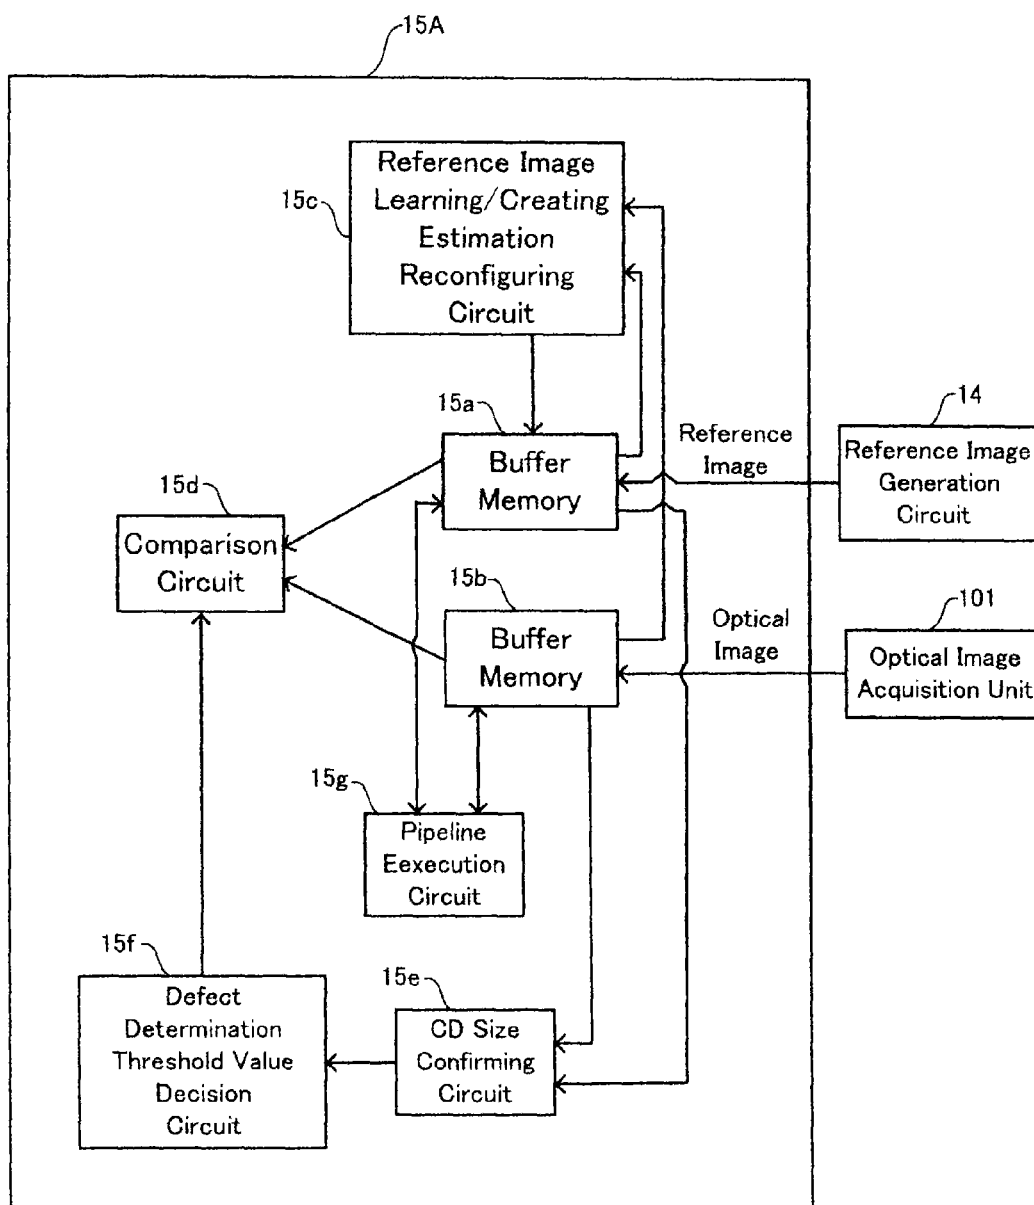 15A
Reference Image
Learning/Creating
Estimation
Reconfiguring
Circuit
15c
15a
Buffer
Memory
Reference
Image
14
Reference Image
Generation
Circuit
15d
Comparison
Circuit
15b
Buffer
Memory
Optical
Image
101
Optical Image
Acquisition Unit
15g
Pipeline
Eexecution
Circuit
15f
Defect
Determination
Threshold Value
Decision
Circuit
15e
CD Size
Confirming
Circuit